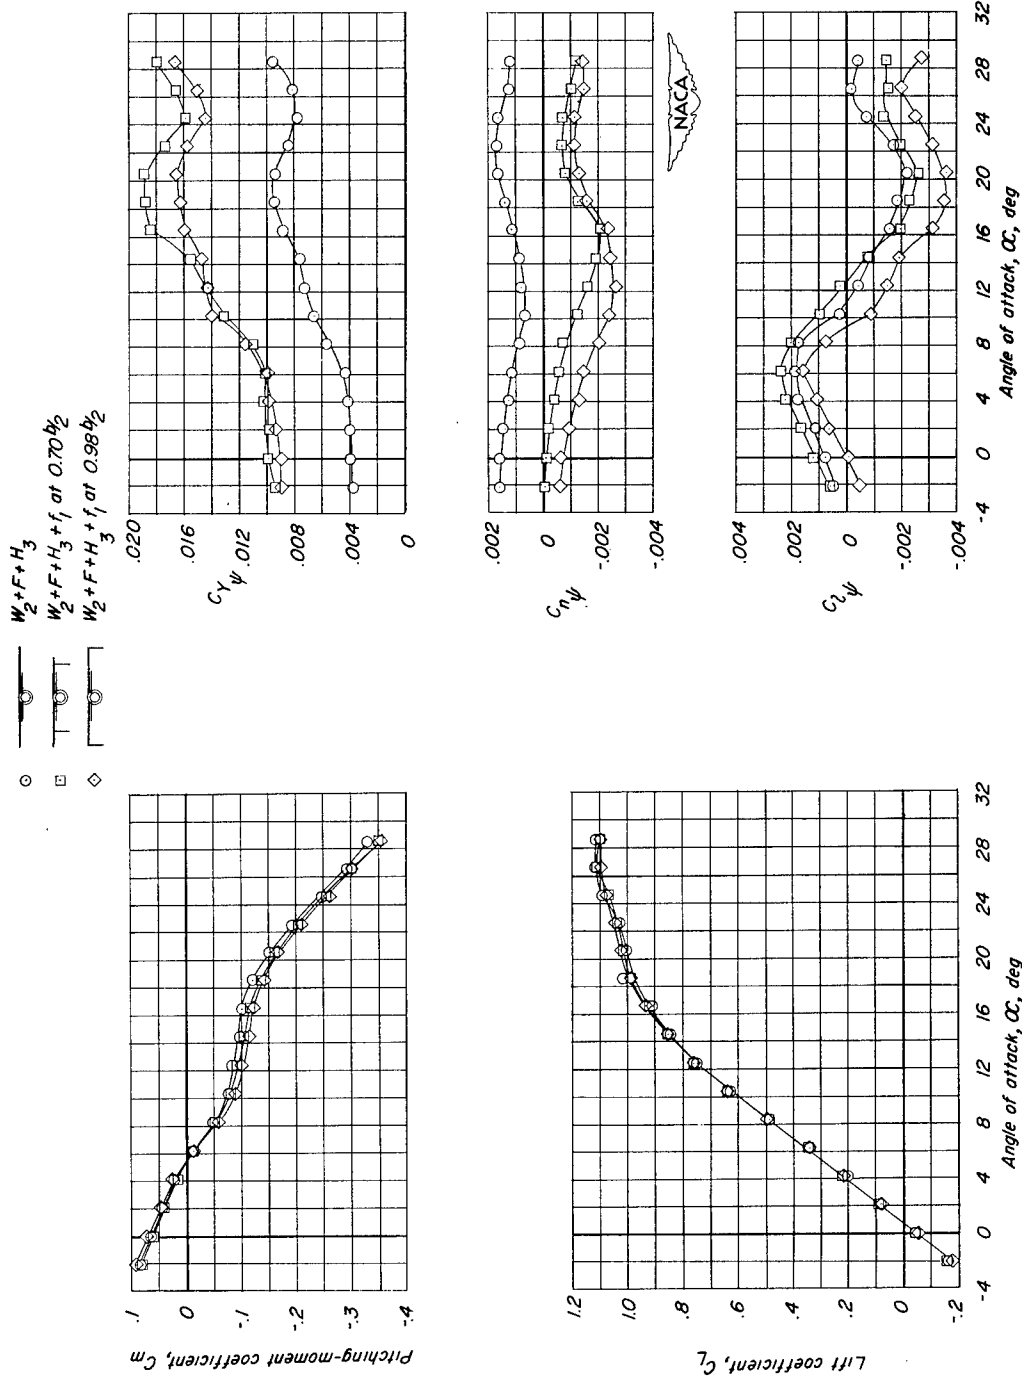 W₂+F+H₃
W₂+F+H₃+f₁ at 0.70 b/2
W₂+F+H₃+f₁ at 0.98 b/2
.1 0 -.1 -.2 -.3 -.4
Pitching-moment coefficient, Cm
1.2 1.0 .8 .6 .4 .2 0 -.2
Lift coefficient, CL
-4 0 4 8 12 16 20 24 28 32
Angle of attack, α, deg
.020 .016 .012 .008 .004 0
CYψ
.002 0 -.002 -.004
Cnψ
NACA
.004 .002 0 -.002 -.004
Clψ
-4 0 4 8 12 16 20 24 28 32
Angle of attack, α, deg